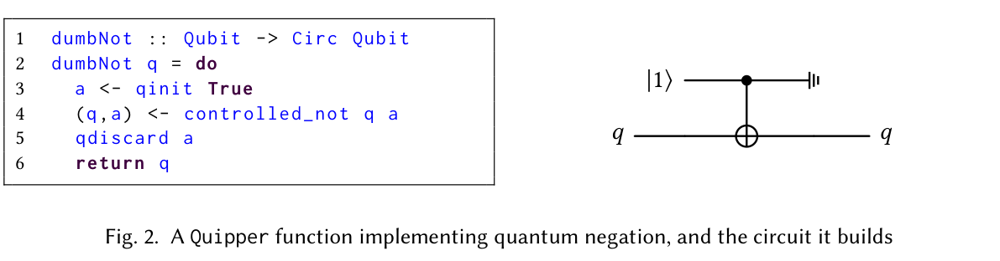 1 dumbNot :: Qubit -> Circ Qubit
2 dumbNot q = do
3   a <- qinit True
4   (q,a) <- controlled_not q a
5   qdiscard a
6   return q
|1⟩
q q
Fig. 2. A Quipper function implementing quantum negation, and the circuit it builds